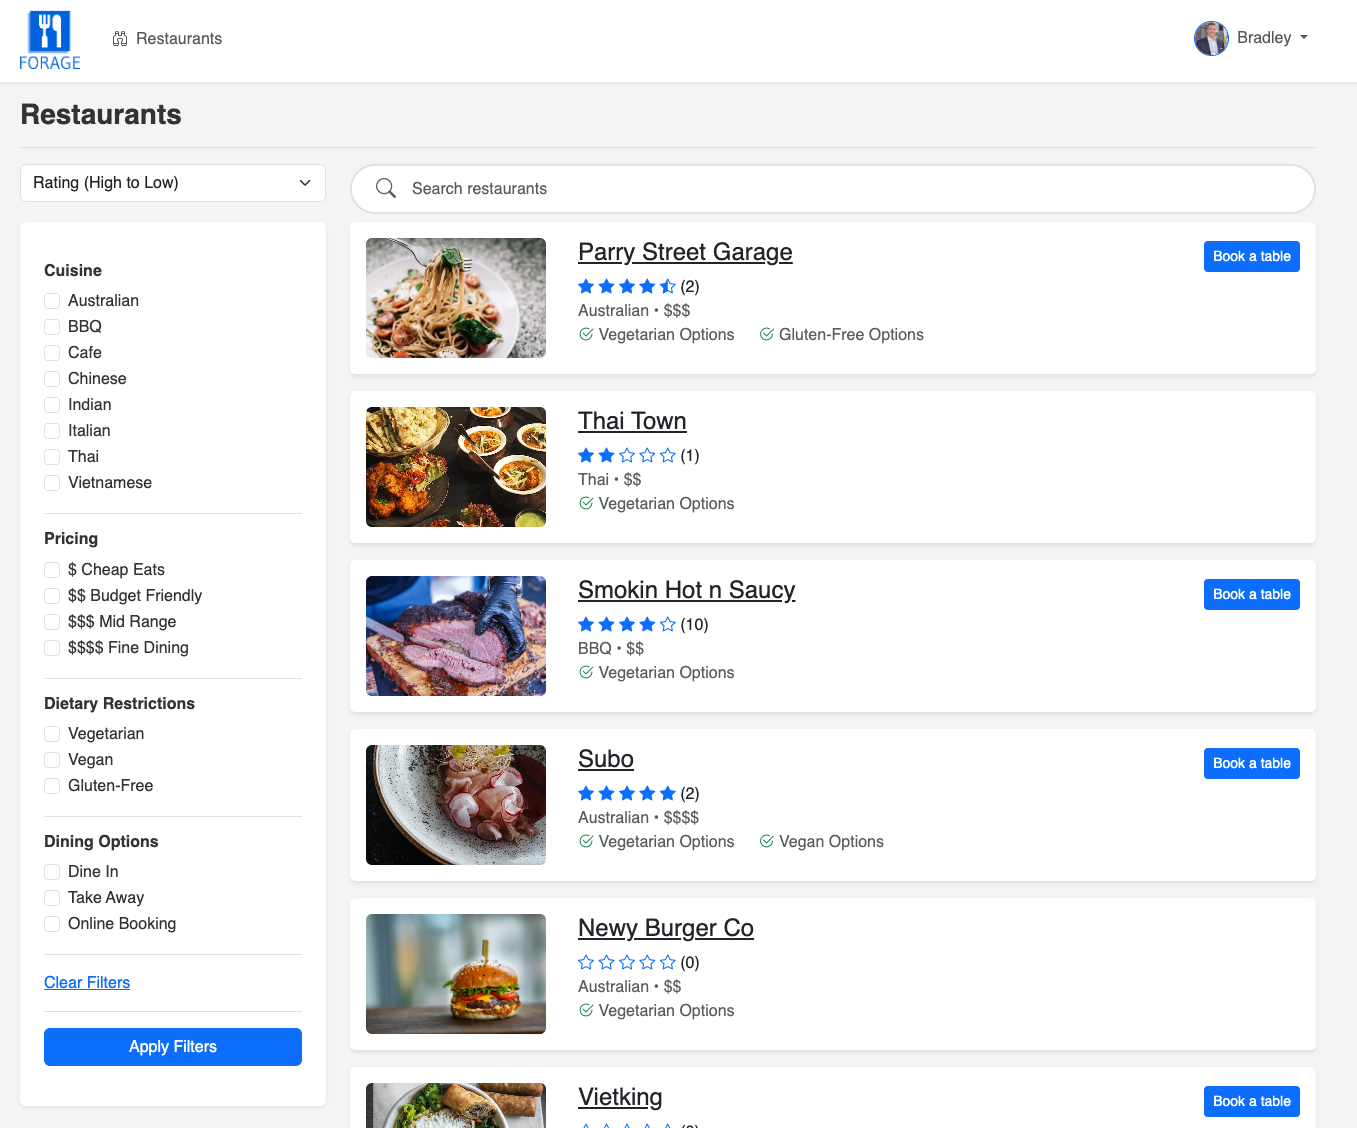 FORAGE
Restaurants
Bradley
Restaurants
Rating (High to Low)
Search restaurants
Cuisine
Australian
BBQ
Cafe
Chinese
Indian
Italian
Thai
Vietnamese
Pricing
$ Cheap Eats
$$ Budget Friendly
$$$ Mid Range
$$$$ Fine Dining
Dietary Restrictions
Vegetarian
Vegan
Gluten-Free
Dining Options
Dine In
Take Away
Online Booking
Clear Filters
Apply Filters
Parry Street Garage
Book a table
(2)
Australian • $$$
Vegetarian Options Gluten-Free Options
Thai Town
(1)
Thai • $$
Vegetarian Options
Smokin Hot n Saucy
Book a table
(10)
BBQ • $$
Vegetarian Options
Subo
Book a table
(2)
Australian • $$$$
Vegetarian Options Vegan Options
Newy Burger Co
(0)
Australian • $$
Vegetarian Options
Vietking
Book a table